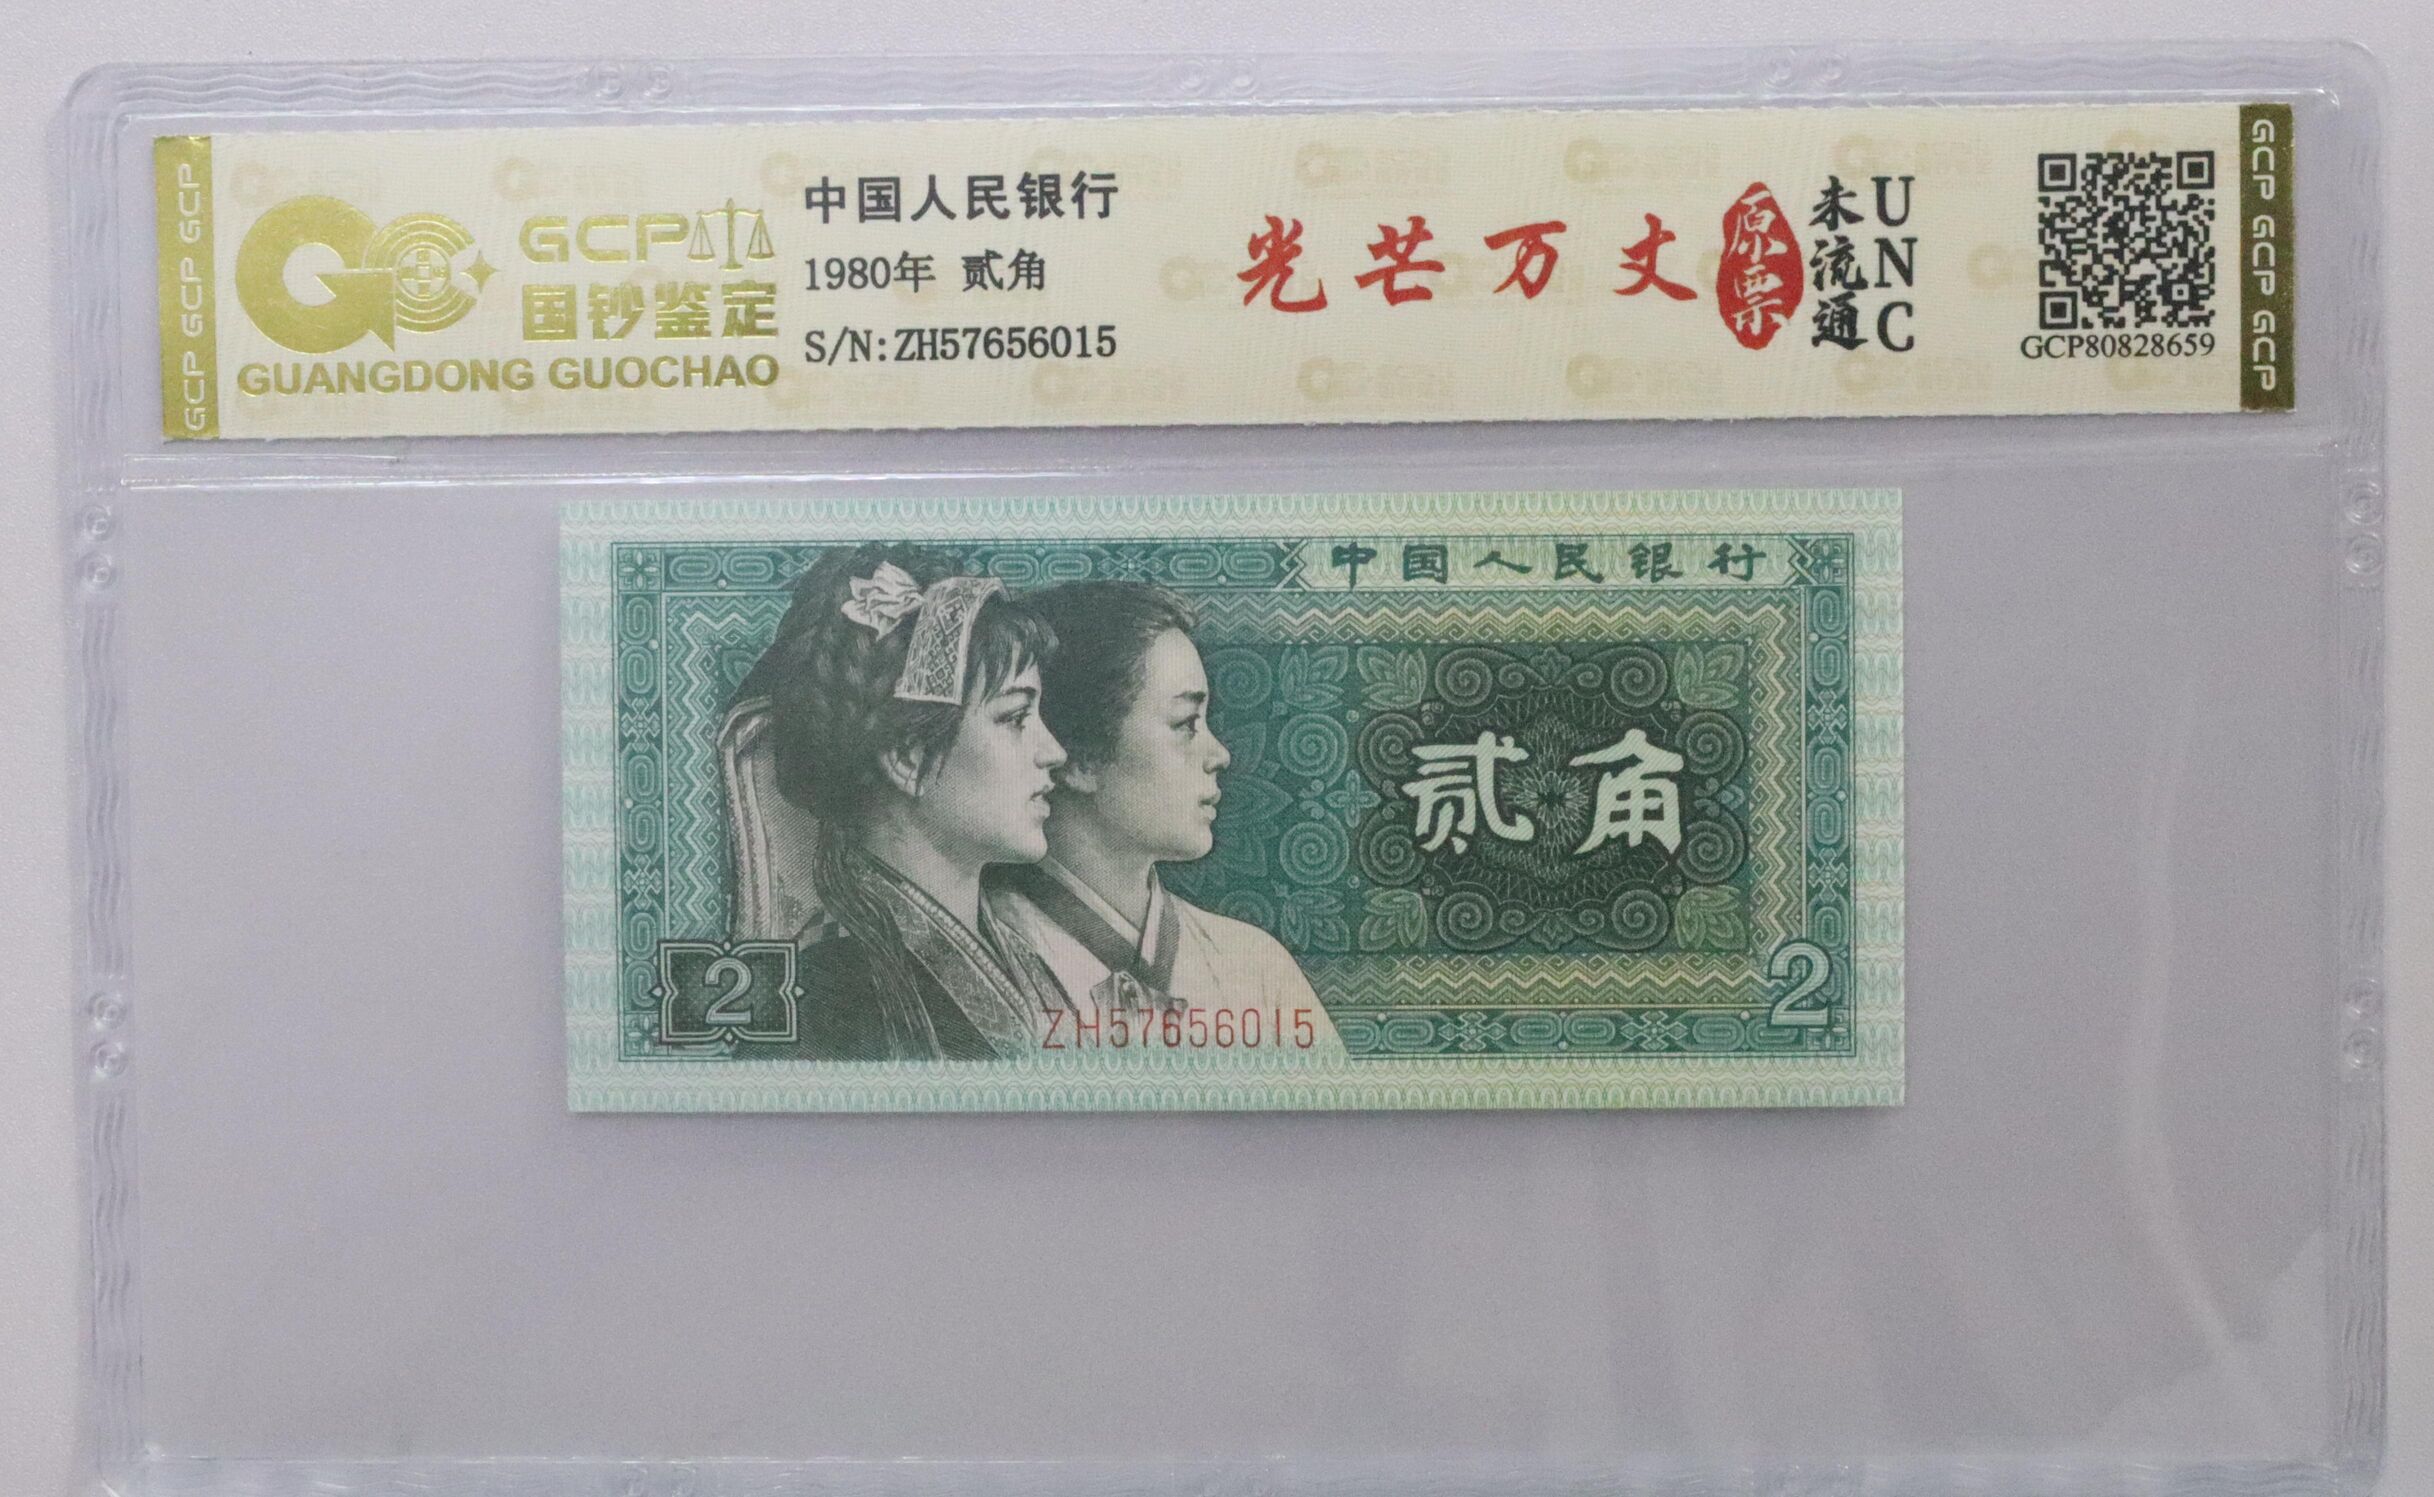 GCP GCP GCP
GCP
国钞鉴定
GUANGDONG GUOCHAO
中国人民银行
1980年 贰角
S/N:ZH57656015
光芒万丈
原票
未流通
UNC
GCP80828659
GCP GCP GCP
中国人民银行
贰角
2
ZH57656015
2